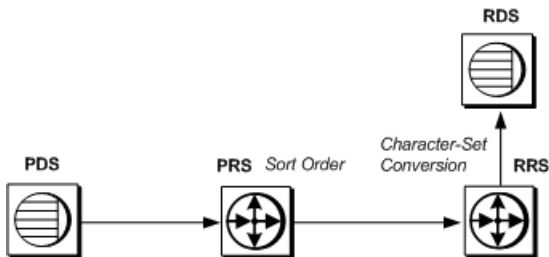 RDS
Character-Set
Conversion
PDS
PRS Sort Order
RRS